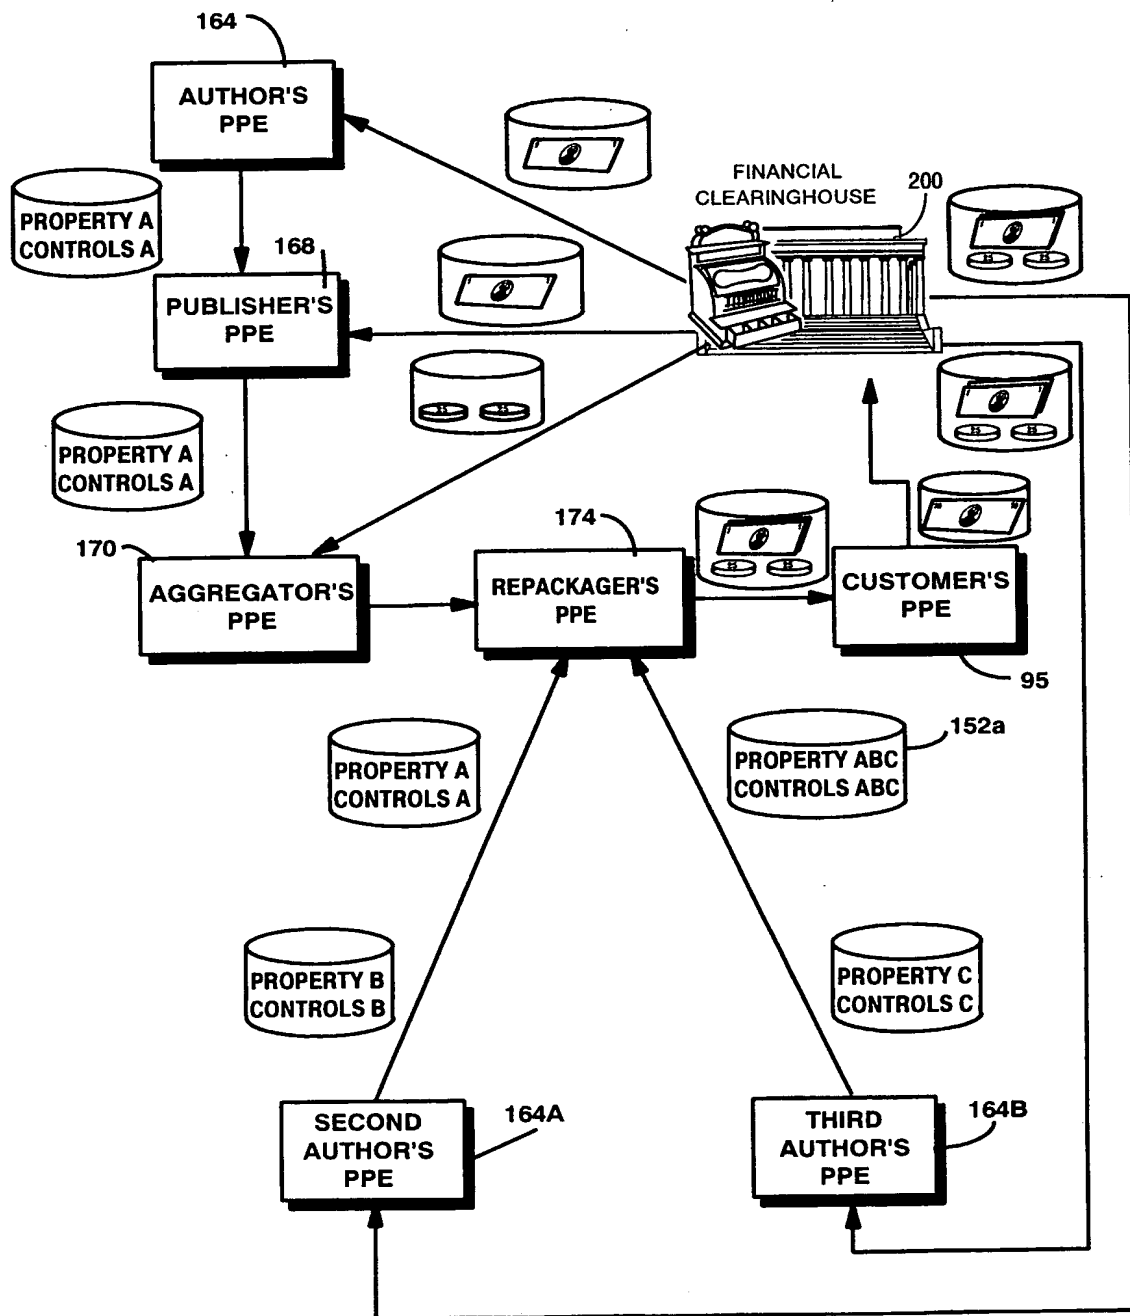 164
AUTHOR'S
PPE
FINANCIAL
CLEARINGHOUSE
200
PROPERTY A
CONTROLS A
168
PUBLISHER'S
PPE
PROPERTY A
CONTROLS A
170
AGGREGATOR'S
PPE
174
REPACKAGER'S
PPE
CUSTOMER'S
PPE
95
152a
PROPERTY A
CONTROLS A
PROPERTY ABC
CONTROLS ABC
PROPERTY B
CONTROLS B
PROPERTY C
CONTROLS C
SECOND
AUTHOR'S
PPE
164A
THIRD
AUTHOR'S
PPE
164B